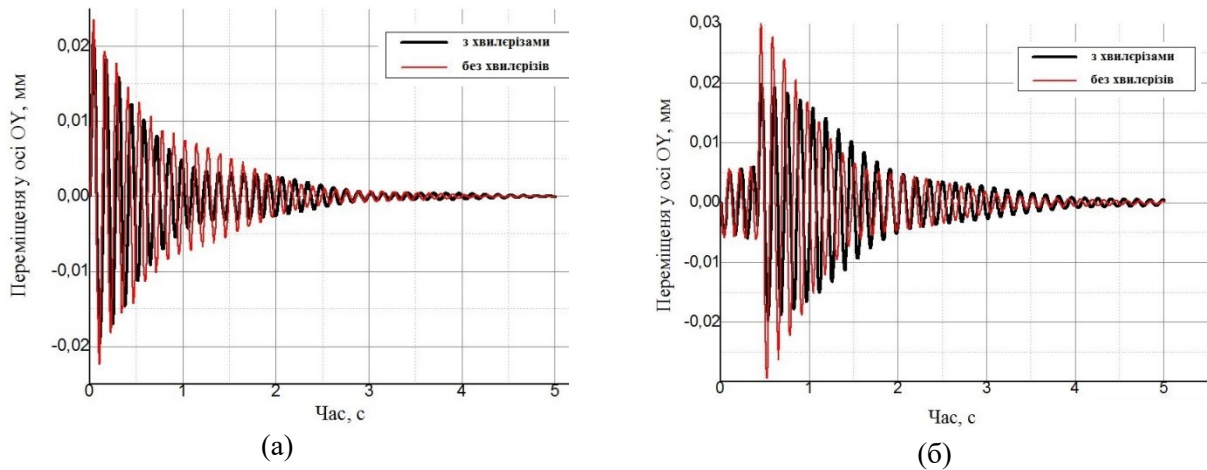 0,02
0,01
0,00
-0,01
-0,02
Переміщеня у осі OY, мм
з хвилєрізами
без хвилєрізів
0 1 2 3 4 5
Час, с
(а)
0,03
0,02
0,01
0,00
-0,01
-0,02
Переміщеня у осі OY, мм
з хвилєрізами
без хвилєрізів
0 1 2 3 4 5
Час, с
(б)